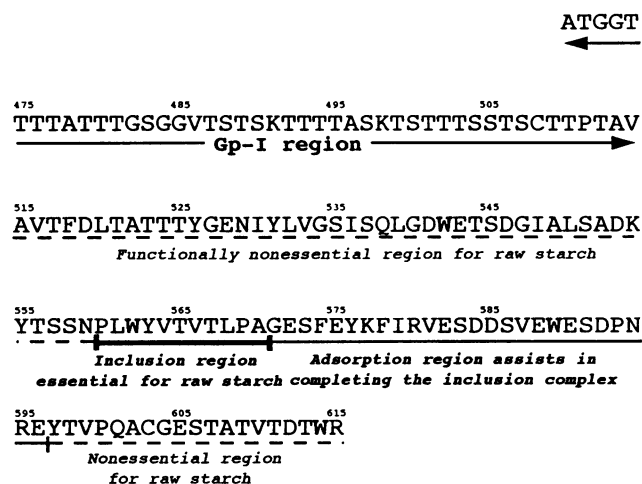 ATGGT
475 485 495 505
TTTATTTGSGGVTSTSKTTTTASKTSTTTSSTSCTTPTAV
Gp-I region
515 525 535 545
AVTFDLTATTTYGENIYLVGSISQLGDWETSDGIALSADK
Functionally nonessential region for raw starch
555 565 575 585
YTSSNPLWYVTVTLPAGESFEYKFIRVESDDSVEWESDPN
Inclusion region Adsorption region assists in
essential for raw starch completing the inclusion complex
595 605 615
REYTVPQACGESTATVTDTWR
Nonessential region
for raw starch